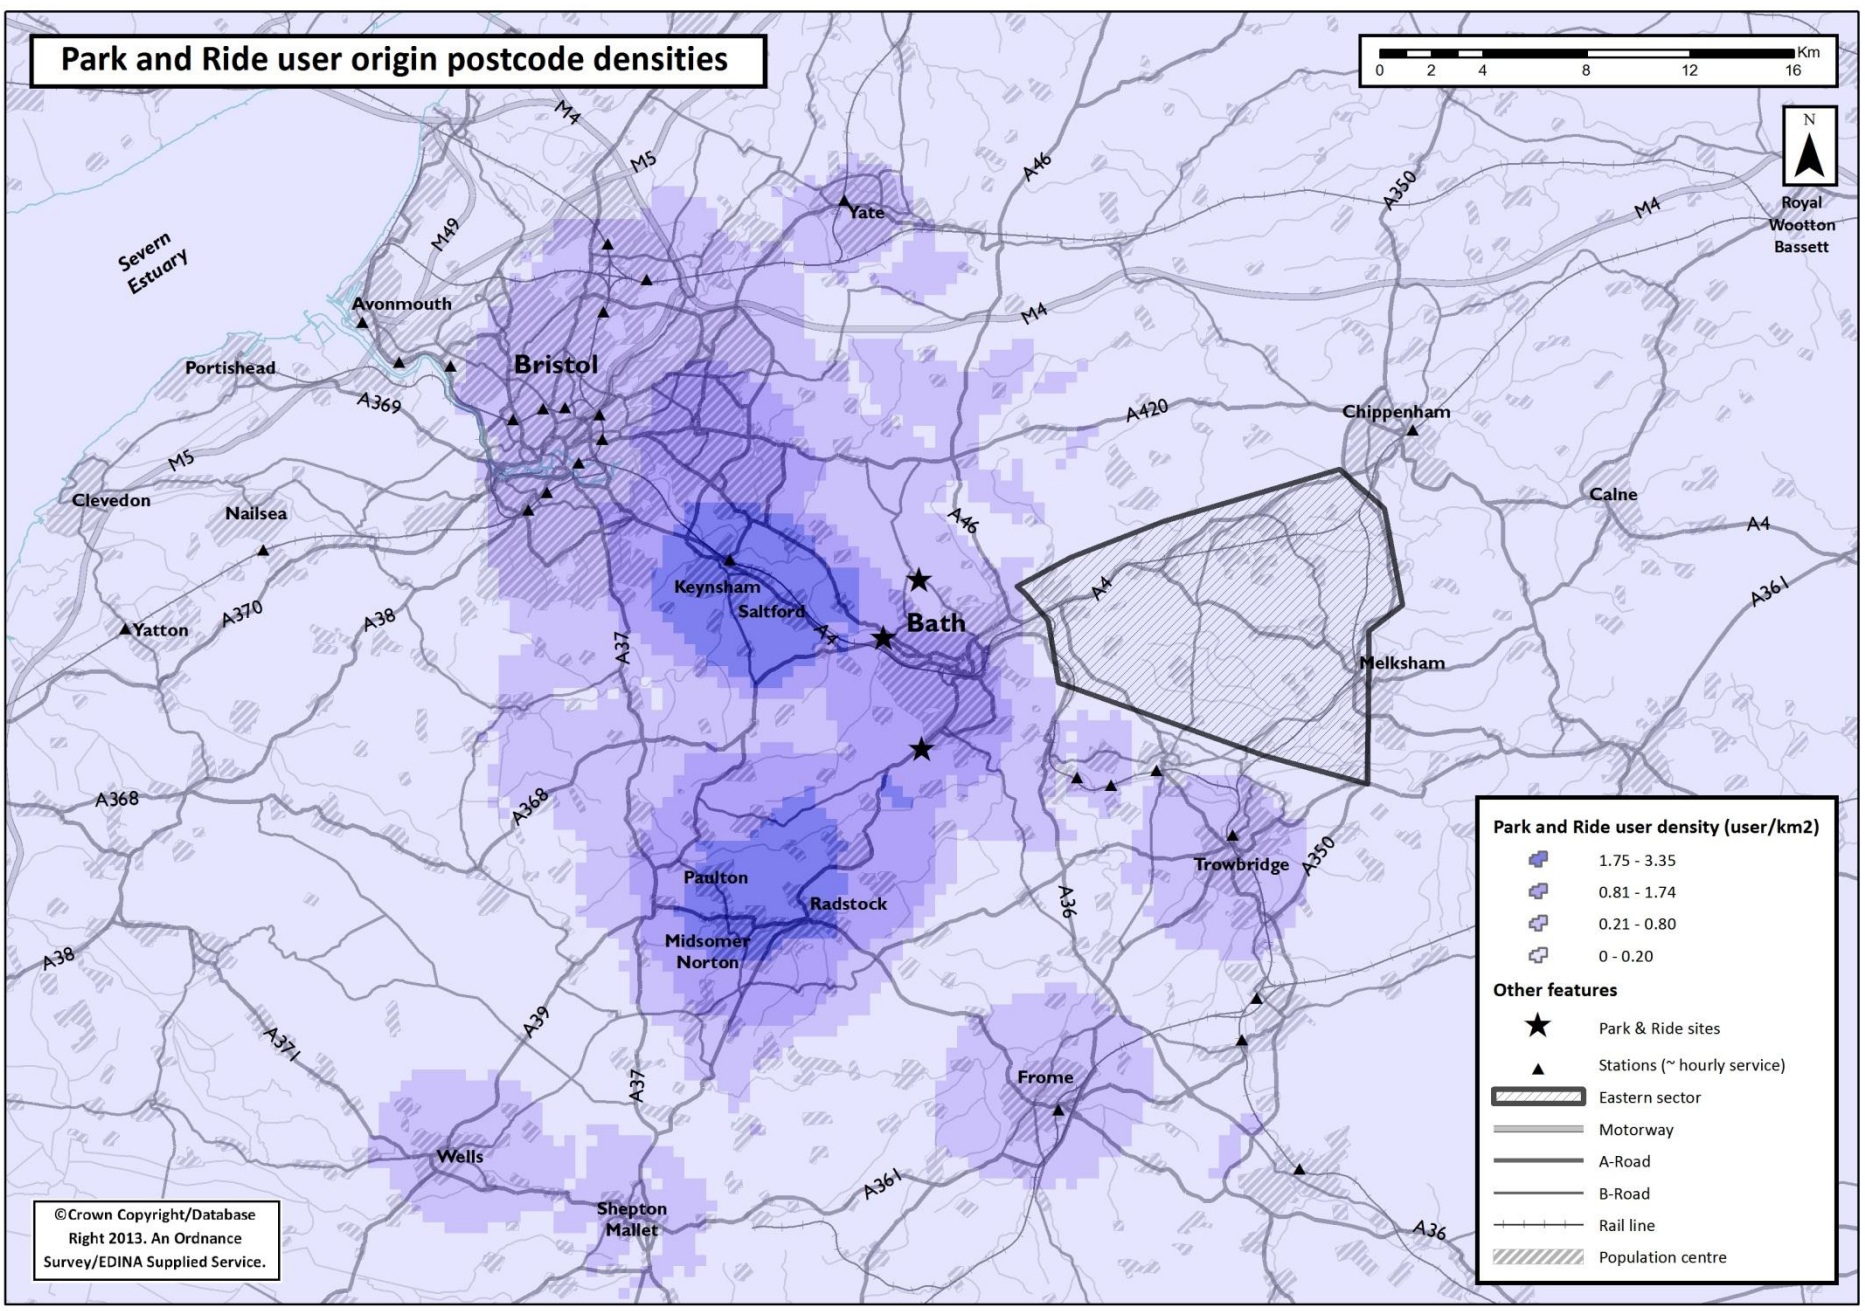 Park and Ride user origin postcode densities
Km
0 2 4 8 12 16
N
M4
M5
A46
A350
Yate
M4
Royal
Wootton
Bassett
M49
Severn
Estuary
Avonmouth
M4
Bristol
Portishead
A369
A420
Chippenham
M5
Clevedon
Nailsea
A46
Calne
A4
Keynsham
Saltford
A4
A4
Bath
A361
A370
A38
Yatton
A37
Melksham
A368
A368
A350
Trowbridge
Paulton
Radstock
A36
Midsomer
Norton
A38
A39
A371
A37
Frome
Wells
A361
Shepton
Mallet
A36
Park and Ride user density (user/km2)
1.75 - 3.35
0.81 - 1.74
0.21 - 0.80
0 - 0.20
Other features
Park & Ride sites
Stations (~ hourly service)
Eastern sector
Motorway
A-Road
B-Road
Rail line
Population centre
©Crown Copyright/Database
Right 2013. An Ordnance
Survey/EDINA Supplied Service.